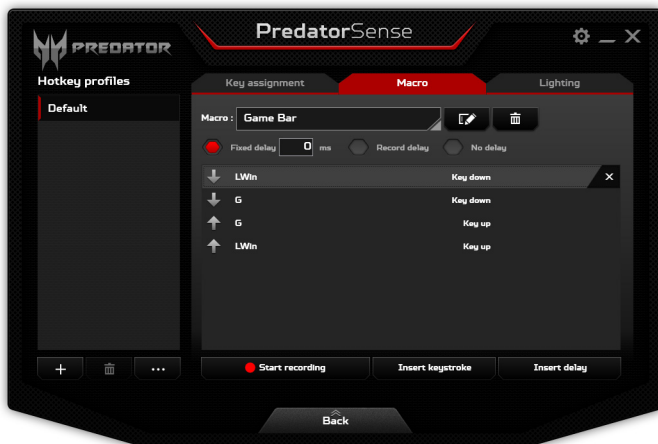 PREDATOR
PredatorSense
Hotkey profiles
Default
Key assignment
Macro
Lighting
Macro : Game Bar
Fixed delay 0 ms Record delay No delay
LWin Key down
G Key down
G Key up
LWin Key up
Start recording
Insert keystroke
Insert delay
Back